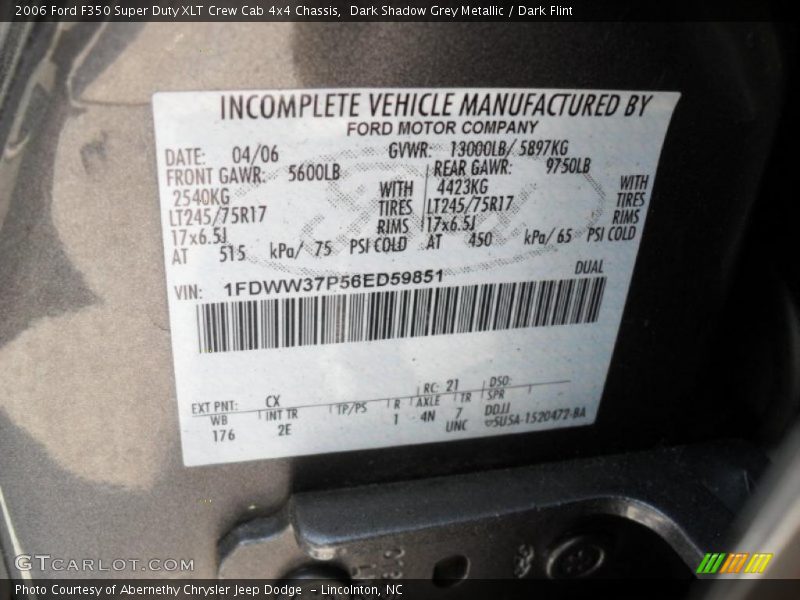 2006 Ford F350 Super Duty XLT Crew Cab 4x4 Chassis,  Dark Shadow Grey Metallic / Dark Flint
INCOMPLETE VEHICLE MANUFACTURED BY
FORD MOTOR COMPANY
DATE: 04/06 GVWR: 13000LB/ 5897KG
FRONT GAWR: 5600LB REAR GAWR: 9750LB
2540KG WITH 4423KG WITH
LT245/75R17 TIRES LT245/75R17 TIRES
17x6.5J RIMS 17x6.5J RIMS
AT 515 kPa/ 75 PSI COLD AT 450 kPa/ 65 PSI COLD
DUAL
VIN: 1FDWW37P56ED59851
EXT PNT: CX RC: 21 DSO:
WB INT TR TP/PS R AXLE TR SPR
176 2E 1 4N 7 DDJJ
UNC 5U5A-1520472-BA
GTCarLot.com
Photo Courtesy of Abernethy Chrysler Jeep Dodge  – Lincolnton, NC